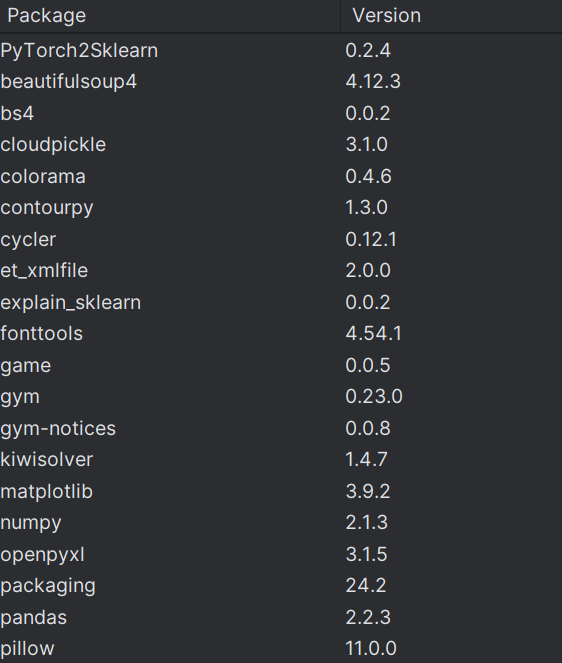 Package Version
PyTorch2Sklearn 0.2.4
beautifulsoup4 4.12.3
bs4 0.0.2
cloudpickle 3.1.0
colorama 0.4.6
contourpy 1.3.0
cycler 0.12.1
et_xmlfile 2.0.0
explain_sklearn 0.0.2
fonttools 4.54.1
game 0.0.5
gym 0.23.0
gym-notices 0.0.8
kiwisolver 1.4.7
matplotlib 3.9.2
numpy 2.1.3
openpyxl 3.1.5
packaging 24.2
pandas 2.2.3
pillow 11.0.0